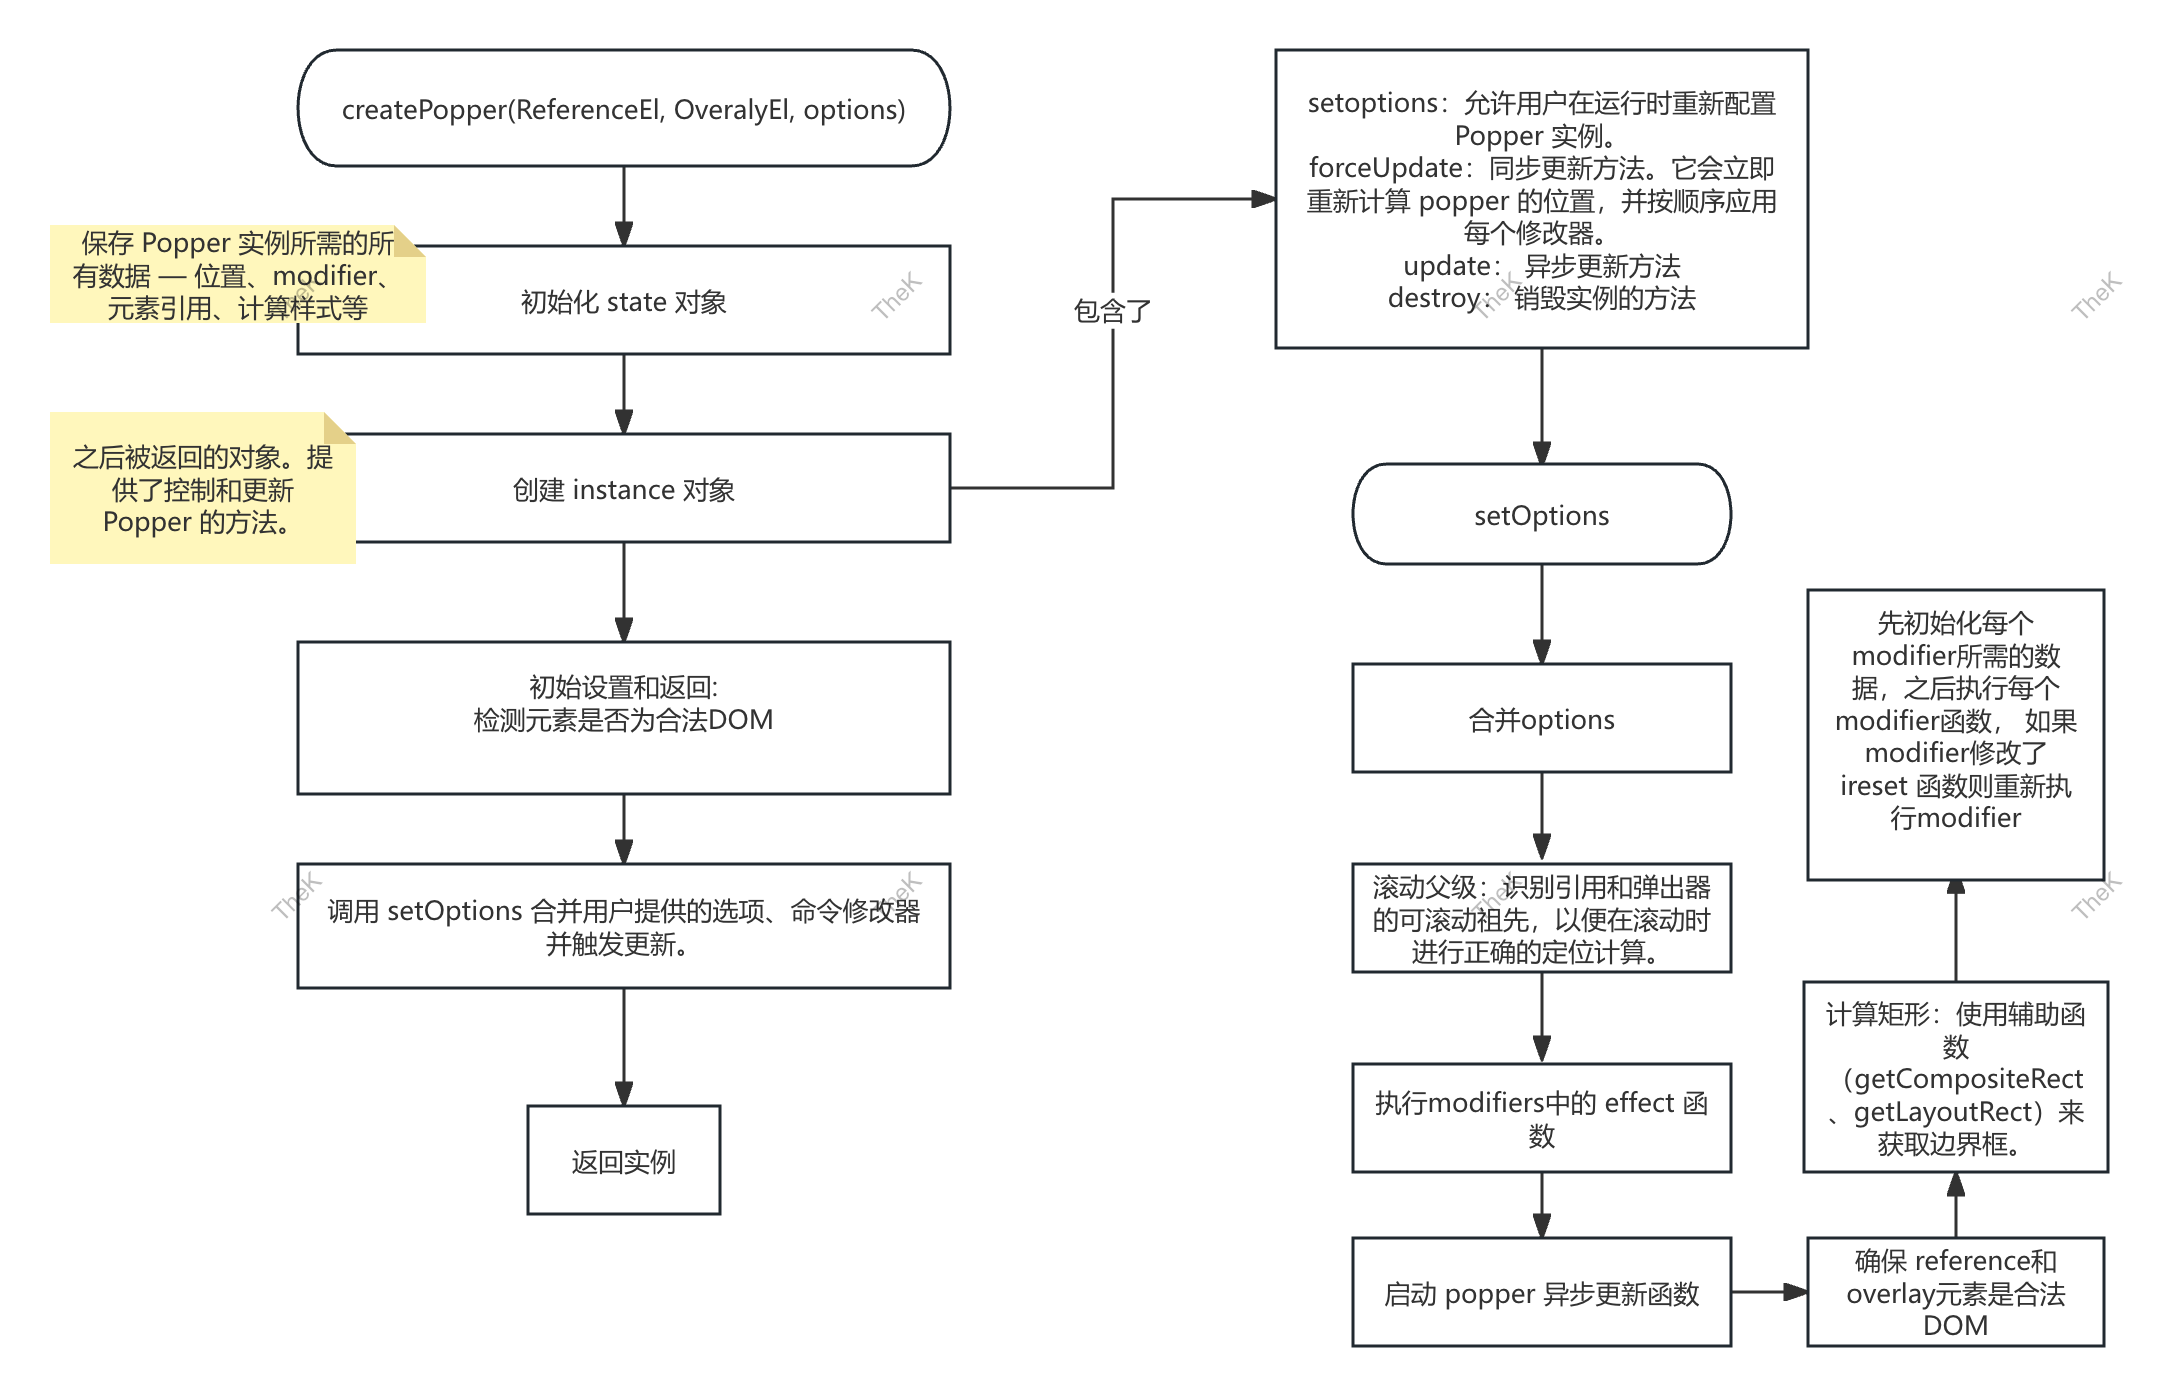 createPopper(ReferenceEl, OveralyEl, options)
保存 Popper 实例所需的所
有数据 — 位置、modifier、
元素引用、计算样式等
初始化 state 对象
之后被返回的对象。提
供了控制和更新
Popper 的方法。
创建 instance 对象
初始设置和返回:
检测元素是否为合法DOM
调用 setOptions 合并用户提供的选项、命令修改器
并触发更新。
返回实例
包含了
setoptions：允许用户在运行时重新配置
Popper 实例。
forceUpdate：同步更新方法。它会立即
重新计算 popper 的位置，并按顺序应用
每个修改器。
update： 异步更新方法
destroy： 销毁实例的方法
setOptions
合并options
滚动父级：识别引用和弹出器
的可滚动祖先，以便在滚动时
进行正确的定位计算。
执行modifiers中的 effect 函
数
启动 popper 异步更新函数
确保 reference和
overlay元素是合法
DOM
计算矩形：使用辅助函
数
（getCompositeRect
、getLayoutRect）来
获取边界框。
先初始化每个
modifier所需的数
据，之后执行每个
modifier函数， 如果
modifier修改了
ireset 函数则重新执
行modifier
TheK
TheK
TheK
TheK
TheK
TheK
TheK
TheK